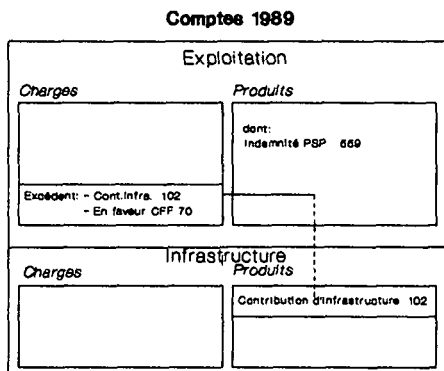 Comptes 1989
Exploitation
Charges
Produits
dont:
Indemnité PSP 669
Excédent: - Cont.Infra. 102
- En faveur CFF 70
Infrastructure
Charges
Produits
Contribution d'Infrastructure 102